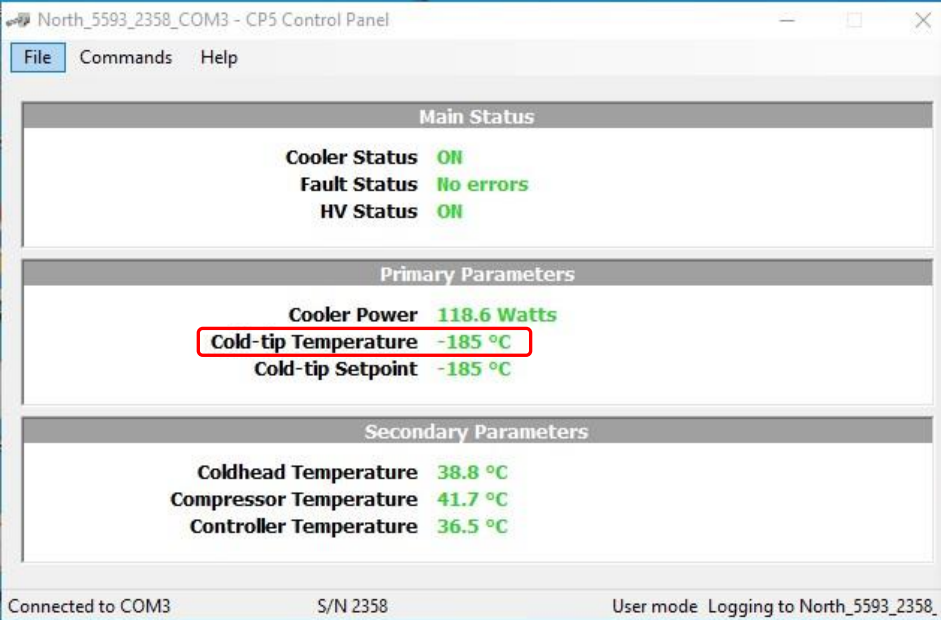 North_5593_2358_COM3 - CP5 Control Panel
File Commands Help
Main Status
Cooler Status ON
Fault Status No errors
HV Status ON
Primary Parameters
Cooler Power 118.6 Watts
Cold-tip Temperature -185 °C
Cold-tip Setpoint -185 °C
Secondary Parameters
Coldhead Temperature 38.8 °C
Compressor Temperature 41.7 °C
Controller Temperature 36.5 °C
Connected to COM3 S/N 2358 User mode Logging to North_5593_2358_